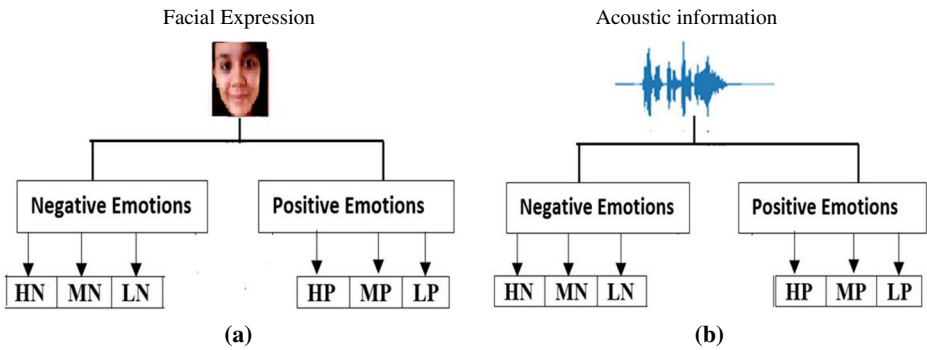 Facial Expression
Acoustic information
Negative Emotions
Positive Emotions
Negative Emotions
Positive Emotions
HN MN LN
HP MP LP
HN MN LN
HP MP LP
(a)
(b)